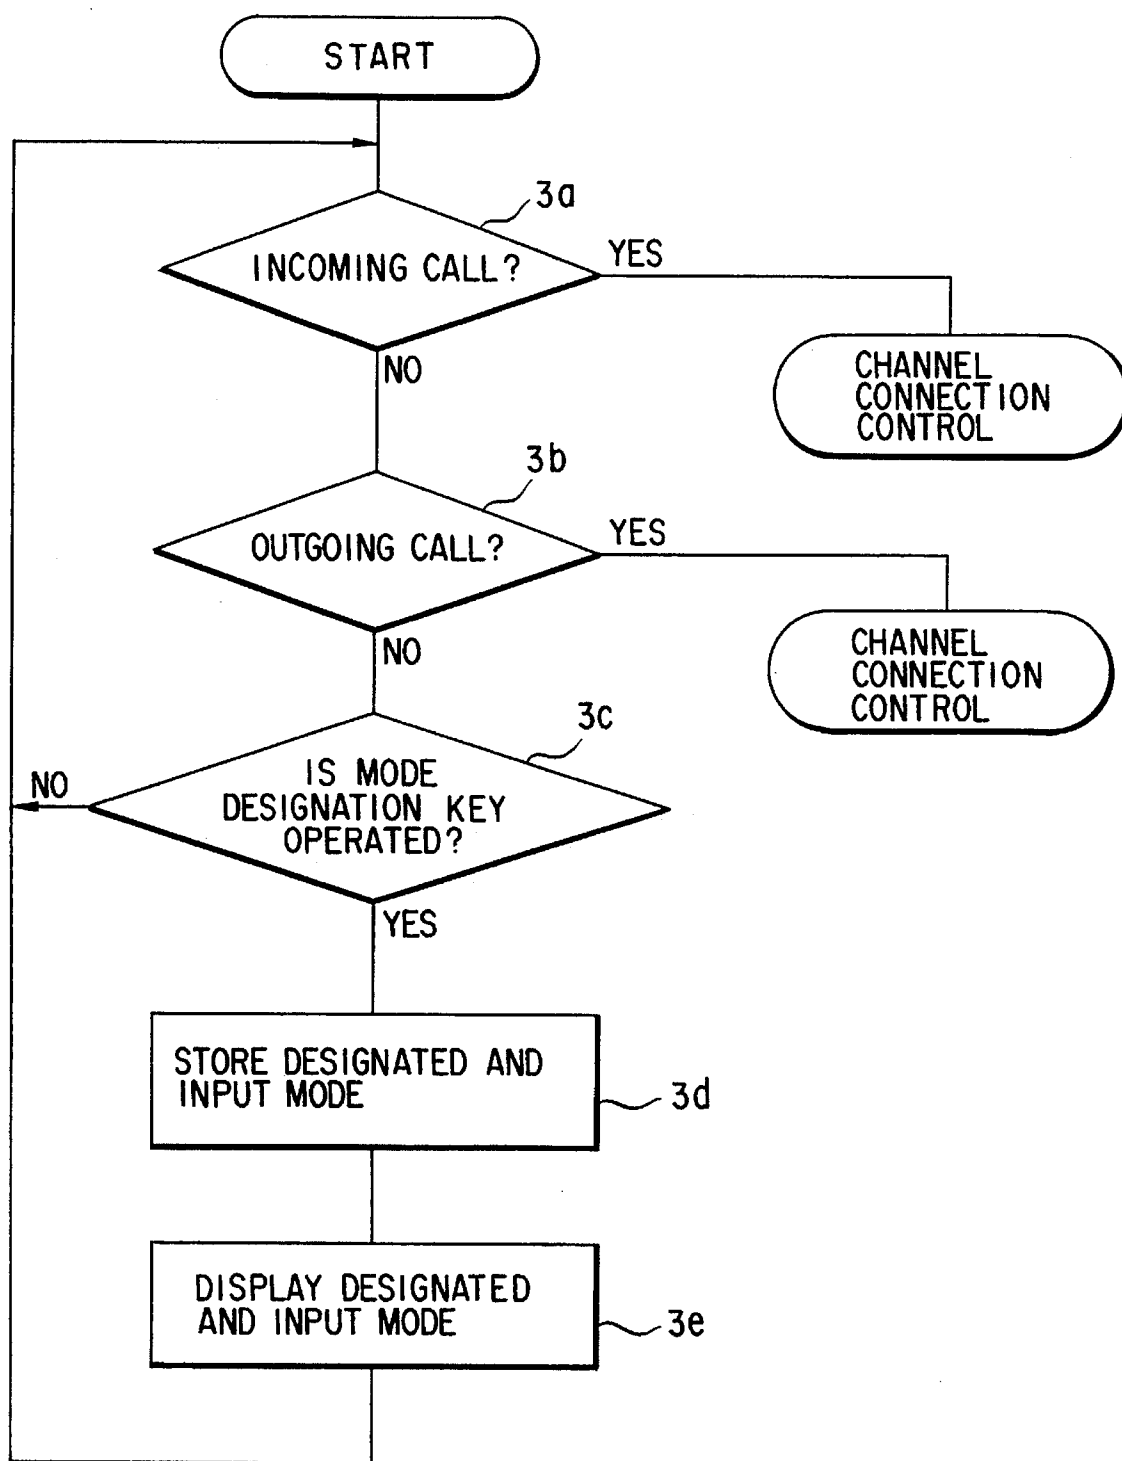 START
3a
INCOMING CALL?
YES
NO
CHANNEL
CONNECTION
CONTROL
3b
OUTGOING CALL?
YES
NO
CHANNEL
CONNECTION
CONTROL
3c
IS MODE
DESIGNATION KEY
OPERATED?
NO
YES
STORE DESIGNATED AND
INPUT MODE
3d
DISPLAY DESIGNATED
AND INPUT MODE
3e